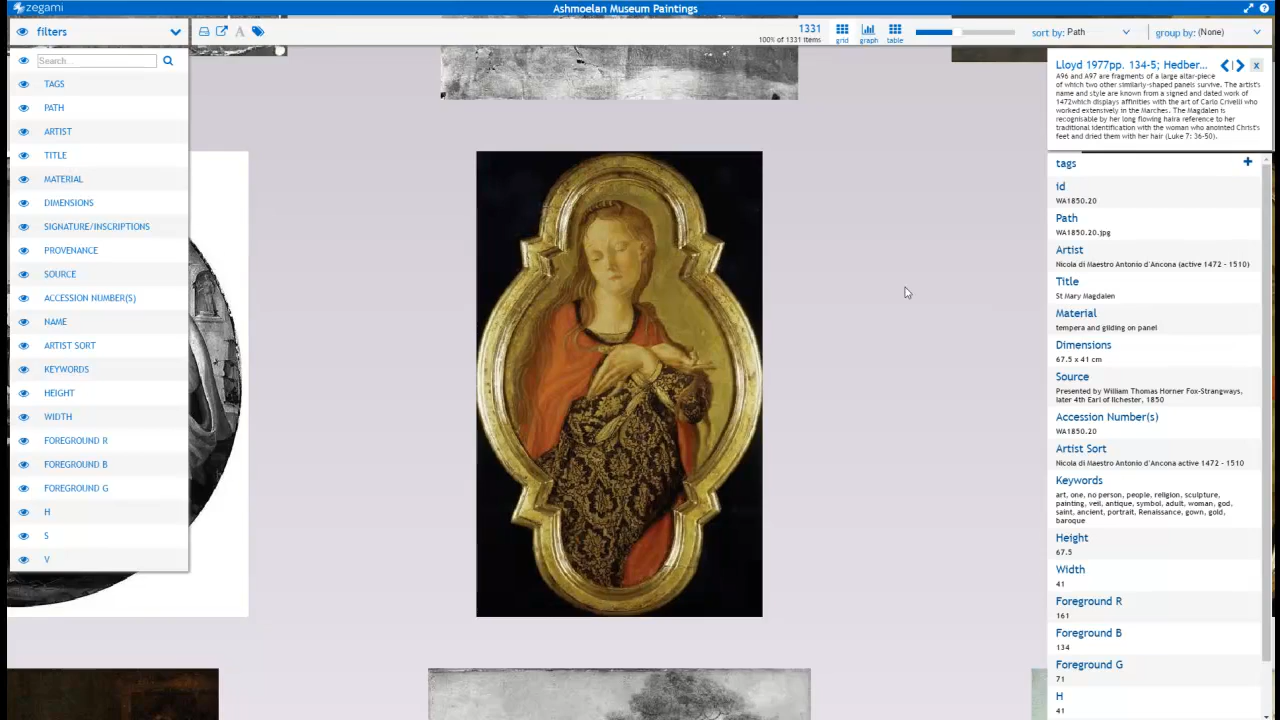 zegami
Ashmoelan Museum Paintings
filters
1331
100% of 1331 items
grid
graph
table
sort by: Path
group by: (None)
Search...
TAGS
PATH
ARTIST
TITLE
MATERIAL
DIMENSIONS
SIGNATURE/INSCRIPTIONS
PROVENANCE
SOURCE
ACCESSION NUMBER(S)
NAME
ARTIST SORT
KEYWORDS
HEIGHT
WIDTH
FOREGROUND R
FOREGROUND B
FOREGROUND G
H
S
V
Lloyd 1977pp. 134-5; Hedber...
x
A96 and A97 are fragments of a large altar-piece
of which two other similarly-shaped panels survive. The artist's
name and style are known from a signed and dated work of
1472which displays affinities with the art of Carlo Crivelli who
worked extensively in the Marches. The Magdalen is
recognisable by her long flowing haira reference to her
traditional identification with the woman who anointed Christ's
feet and dried them with her hair (Luke 7: 36-50).
tags
id
WA1850.20
Path
WA1850.20.jpg
Artist
Nicola di Maestro Antonio d'Ancona (active 1472 - 1510)
Title
St Mary Magdalen
Material
tempera and gilding on panel
Dimensions
67.5 x 41 cm
Source
Presented by William Thomas Horner Fox-Strangways,
later 4th Earl of Ilchester, 1850
Accession Number(s)
WA1850.20
Artist Sort
Nicola di Maestro Antonio d'Ancona active 1472 - 1510
Keywords
art, one, no person, people, religion, sculpture,
painting, veil, antique, symbol, adult, woman, god,
saint, ancient, portrait, Renaissance, gown, gold,
baroque
Height
67.5
Width
41
Foreground R
161
Foreground B
134
Foreground G
71
H
41